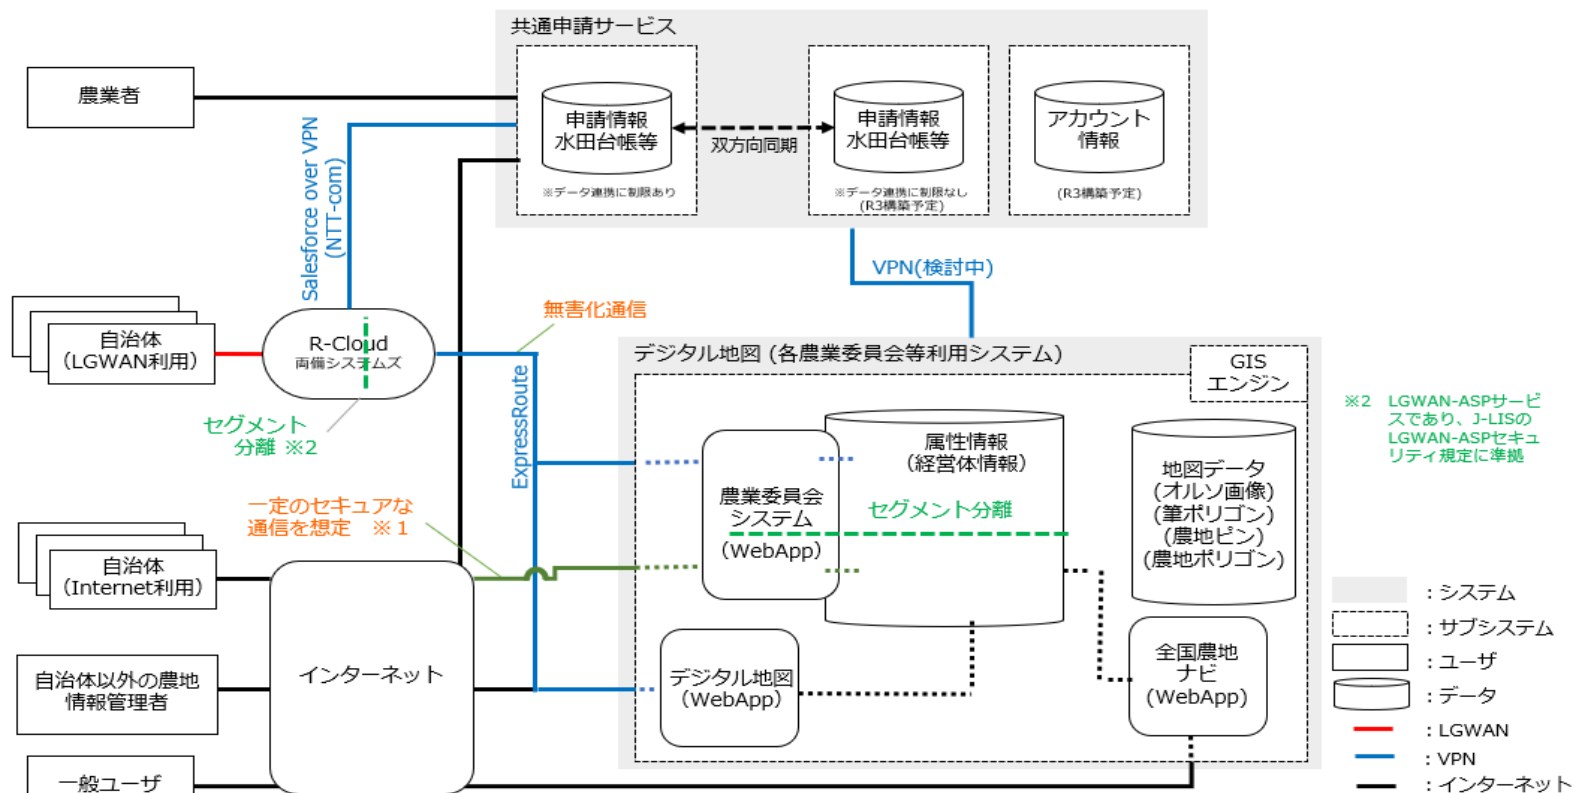 共通申請サービス
農業者
申請情報
水田台帳等
※データ連携に制限あり
双方向同期
申請情報
水田台帳等
※データ連携に制限なし
(R3構築予定)
アカウント
情報
(R3構築予定)
Salesforce over VPN
(NTT-com)
VPN(検討中)
自治体
（LGWAN利用）
R-Cloud
両備システムズ
無害化通信
セグメント
分離 ※2
ExpressRoute
デジタル地図 (各農業委員会等利用システム)
GIS
エンジン
属性情報
（経営体情報）
農業委員会
システム
（WebApp）
セグメント分離
地図データ
(オルソ画像)
(筆ポリゴン)
(農地ピン)
(農地ポリゴン)
※2 LGWAN-ASPサービ
スであり、J-LISの
LGWAN-ASPセキュ
リティ規定に準拠
一定のセキュアな
通信を想定 ※１
自治体
（Internet利用）
インターネット
自治体以外の農地
情報管理者
一般ユーザ
デジタル地図
（WebApp）
全国農地
ナビ
(WebApp)
：システム
：サブシステム
：ユーザ
：データ
：LGWAN
：VPN
：インターネット